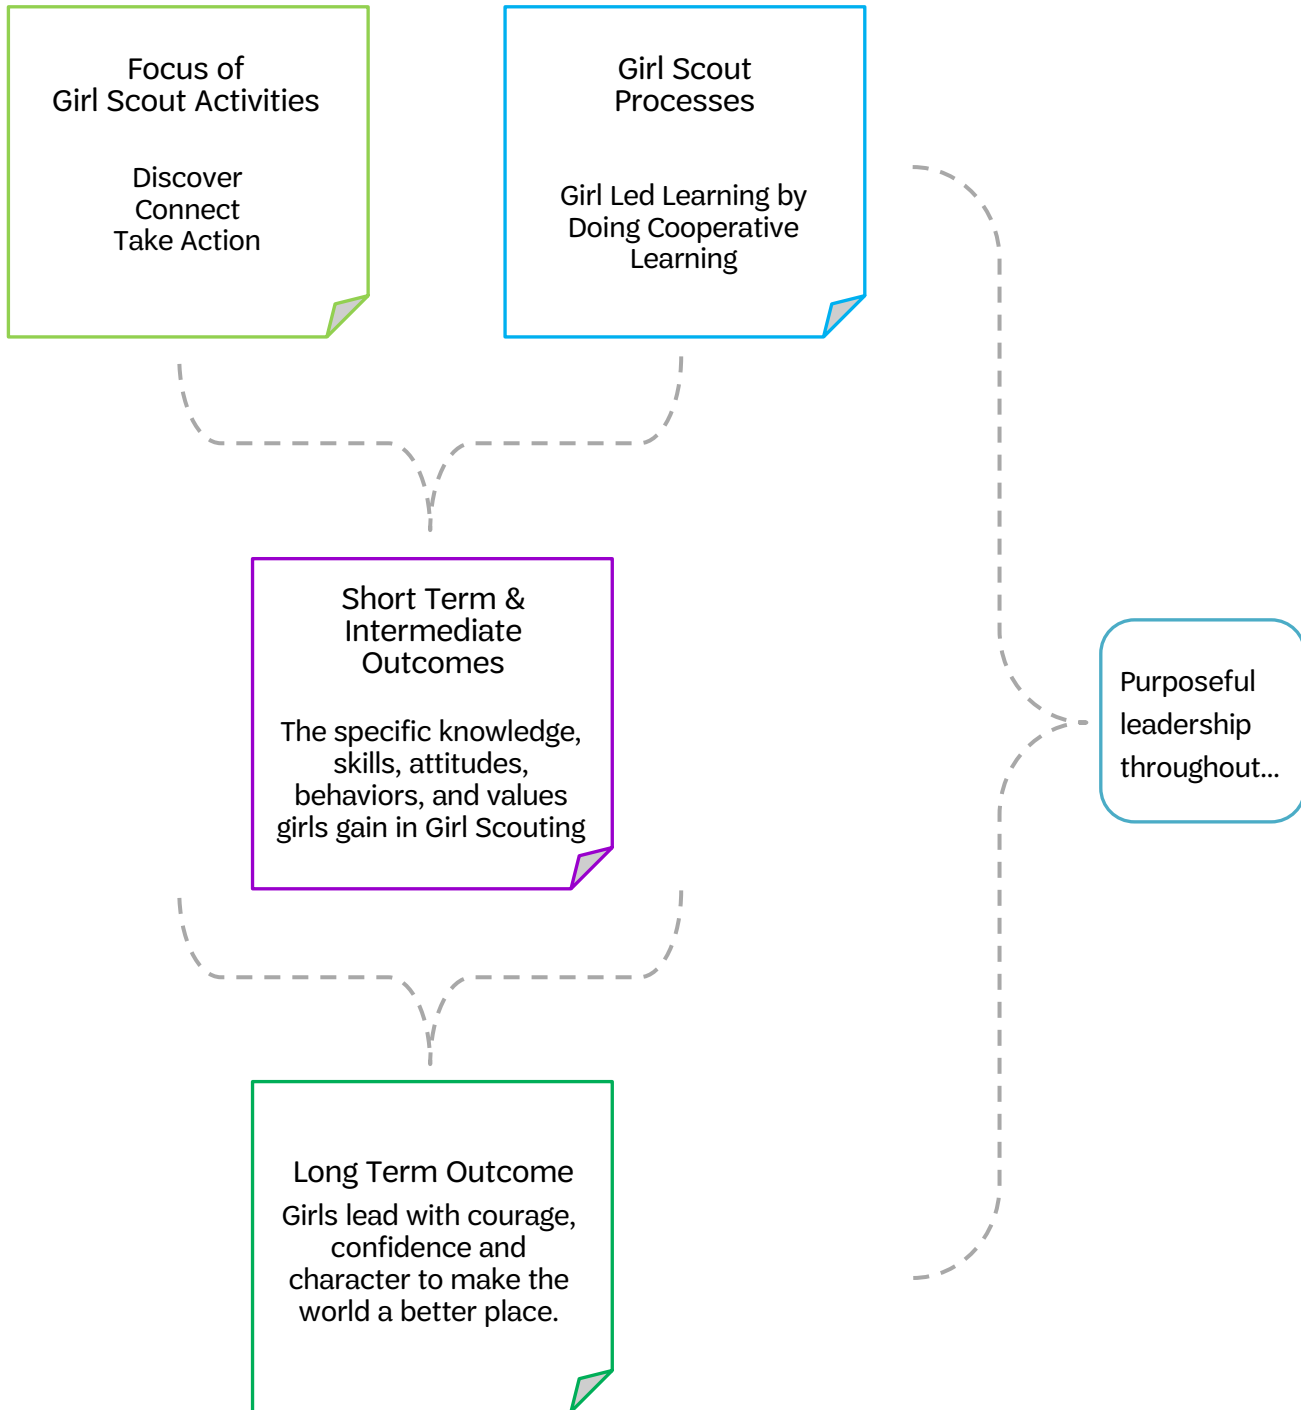 Focus of
Girl Scout Activities
Discover
Connect
Take Action
Girl Scout
Processes
Girl Led Learning by
Doing Cooperative
Learning
Short Term &
Intermediate
Outcomes
The specific knowledge,
skills, attitudes,
behaviors, and values
girls gain in Girl Scouting
Purposeful
leadership
throughout...
Long Term Outcome
Girls lead with courage,
confidence and
character to make the
world a better place.